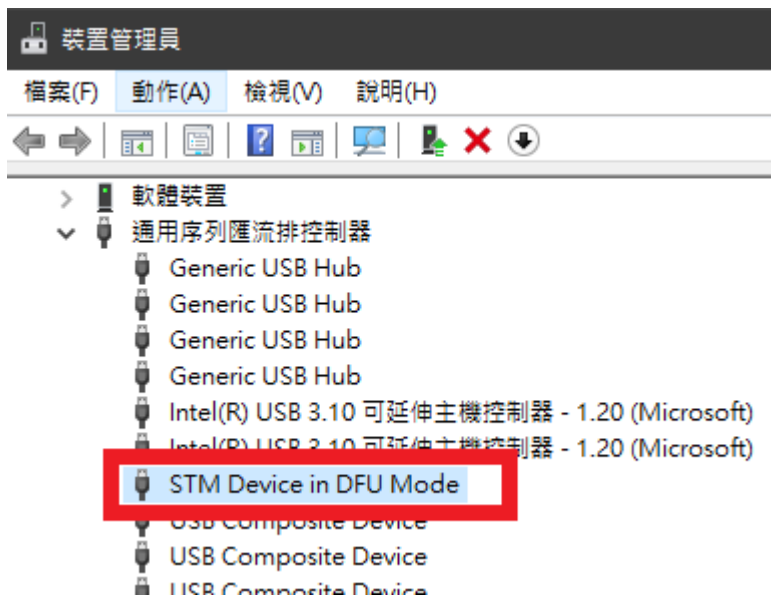 裝置管理員
檔案(F) 動作(A) 檢視(V) 說明(H)
軟體裝置
通用序列匯流排控制器
Generic USB Hub
Generic USB Hub
Generic USB Hub
Generic USB Hub
Intel(R) USB 3.10 可延伸主機控制器 - 1.20 (Microsoft)
Intel(R) USB 3.10 可延伸主機控制器 - 1.20 (Microsoft)
STM Device in DFU Mode
USB Composite Device
USB Composite Device
USB Composite Device